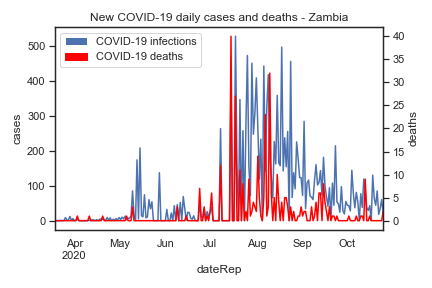 New COVID-19 daily cases and deaths - Zambia
COVID-19 infections
COVID-19 deaths
cases
500
400
300
200
100
0
deaths
40
35
30
25
20
15
10
5
0
Apr May Jun Jul Aug Sep Oct
2020
dateRep